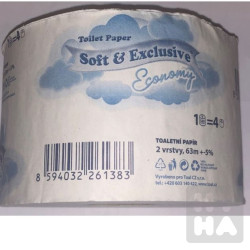 Toilet Paper
Soft & Exclusive
Economy
1=4
TOALETNÍ PAPÍR
2 vrstvy, 63m +-5%
8 594032 261383
HA